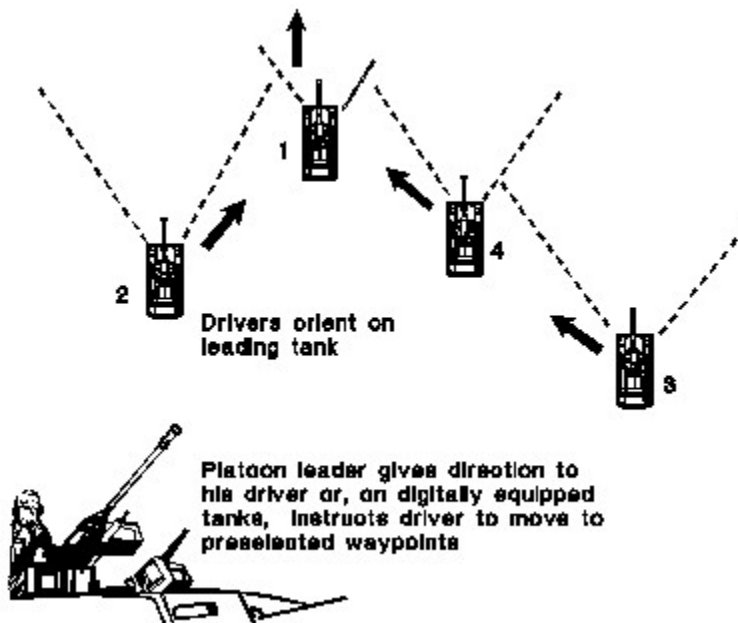 1
4
2
Drivers orient on
leading tank
3
Platoon leader gives direction to
his driver or, on digitally equipped
tanks, instructs driver to move to
preselected waypoints